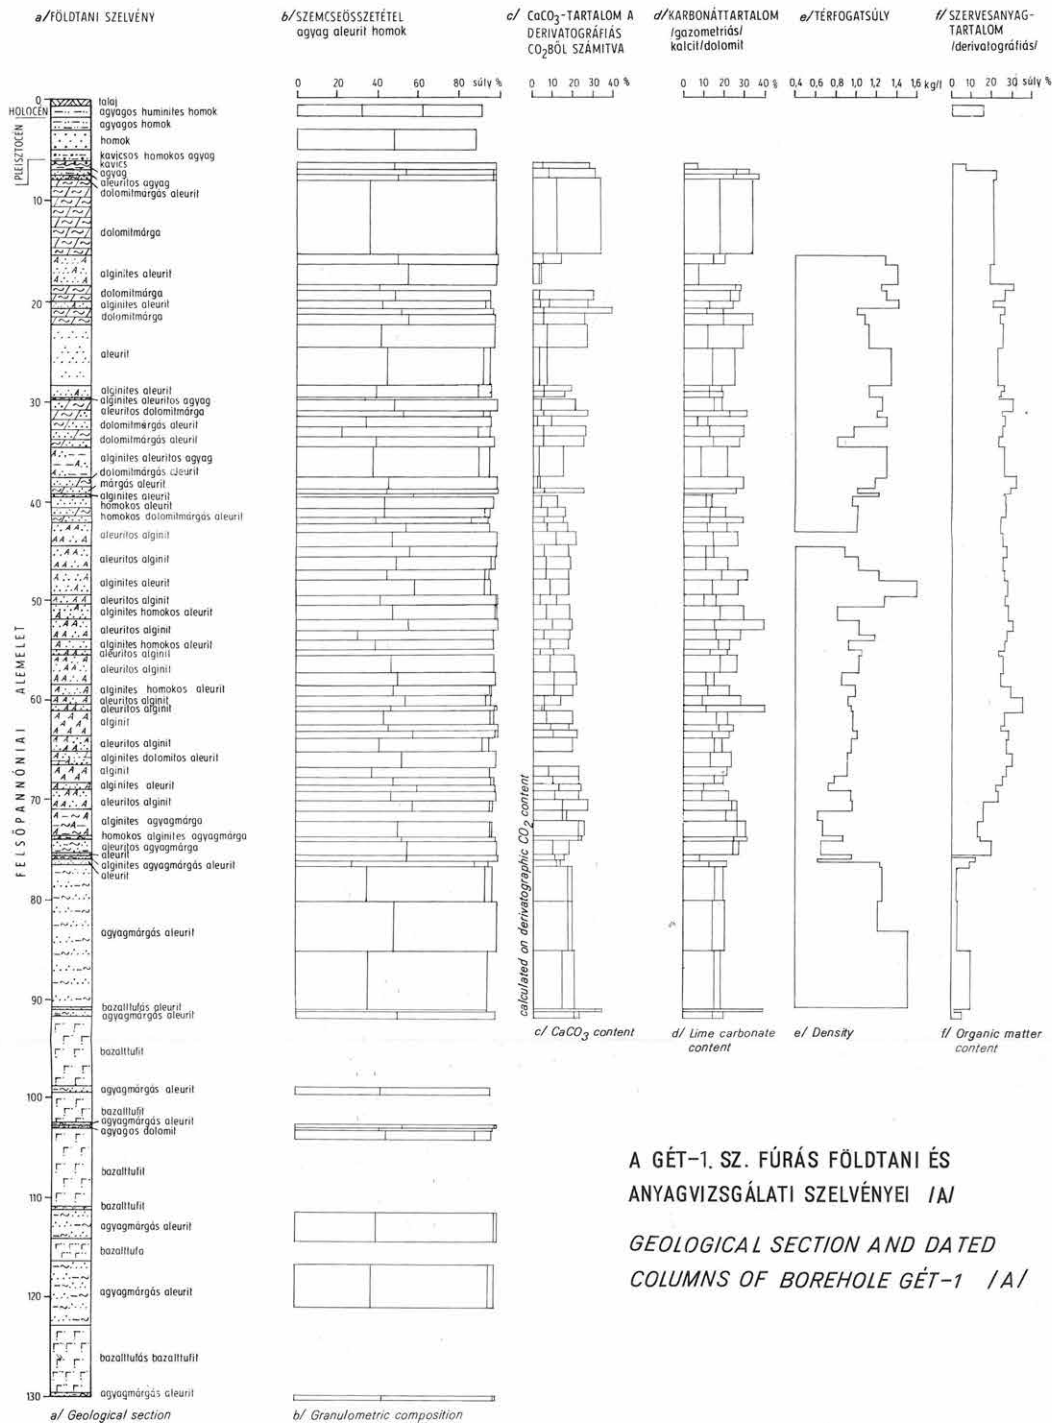 a/FÖLDTANI SZELVÉNY
b/SZEMCSEÖSSZETÉTEL
agyag aleurit homok
c/ CaCO₃-TARTALOM A
DERIVATOGRÁFIÁS
CO₂BÖL SZÁMITVA
d/KARBONÁTTARTALOM
/gazometriás/
kalcit/dolomit
e/TÉRFOGATSÚLY
f/SZERVESANYAG-
TARTALOM
/derivatográfiás/
0 20 40 60 80 súly %
0 10 20 30 40 %
0 10 20 30 40 %
0,4 0,6 0,8 1,0 1,2 1,4 1,6 kg/l
0 10 20 30 súly %
HOLOCÉN
PLEISZTOCÉN
FELSŐPANNÓNIAI ALEMELET
0
10
20
30
40
50
60
70
80
90
100
110
120
130
talaj
agyagos huminites homok
agyagos homok
homok
kavicsos homokos agyag
kavics
agyag
aleuritos agyag
dolomitmárgás aleurit
dolomitmárga
alginites aleurit
dolomitmárga
alginites aleurit
dolomitmárga
aleurit
alginites aleurit
alginites aleuritos agyag
aleuritos dolomitmárga
dolomitmárgás aleurit
dolomitmárgás aleurit
alginites aleuritos agyag
dolomitmárgás aleurit
márgás aleurit
alginites aleurit
homokos aleurit
homokos dolomitmárgás aleurit
aleuritos alginit
aleuritos alginit
alginites aleurit
aleuritos alginit
alginites homokos aleurit
aleuritos alginit
alginites homokos aleurit
aleuritos alginit
aleuritos alginit
alginites homokos aleurit
aleuritos alginit
aleuritos alginit
alginit
aleuritos alginit
alginites dolomitos aleurit
alginit
alginites aleurit
aleuritos alginit
alginites agyagmárga
homokos alginites agyagmárga
aleuritos agyagmárga
aleurit
alginites agyagmárgás aleurit
aleurit
agyagmárgás aleurit
bazalttufás aleurit
agyagmárgás aleurit
bazalttufit
agyagmárgás aleurit
bazalttufit
agyagmárgás aleurit
agyagos dolomit
bazalttufit
bazalttufit
agyagmárgás aleurit
bazalttufa
agyagmárgás aleurit
bazalttufás bazalttufit
agyagmárgás aleurit
a/ Geological section
b/ Granulometric composition
calculated on derivatographic CO₂ content
c/ CaCO₃ content
d/ Lime carbonate
content
e/ Density
f/ Organic matter
content
A GÉT-1. SZ. FÚRÁS FÖLDTANI ÉS
ANYAGVIZSGÁLATI SZELVÉNYEI /A/
GEOLOGICAL SECTION AND DATED
COLUMNS OF BOREHOLE GÉT-1 /A/